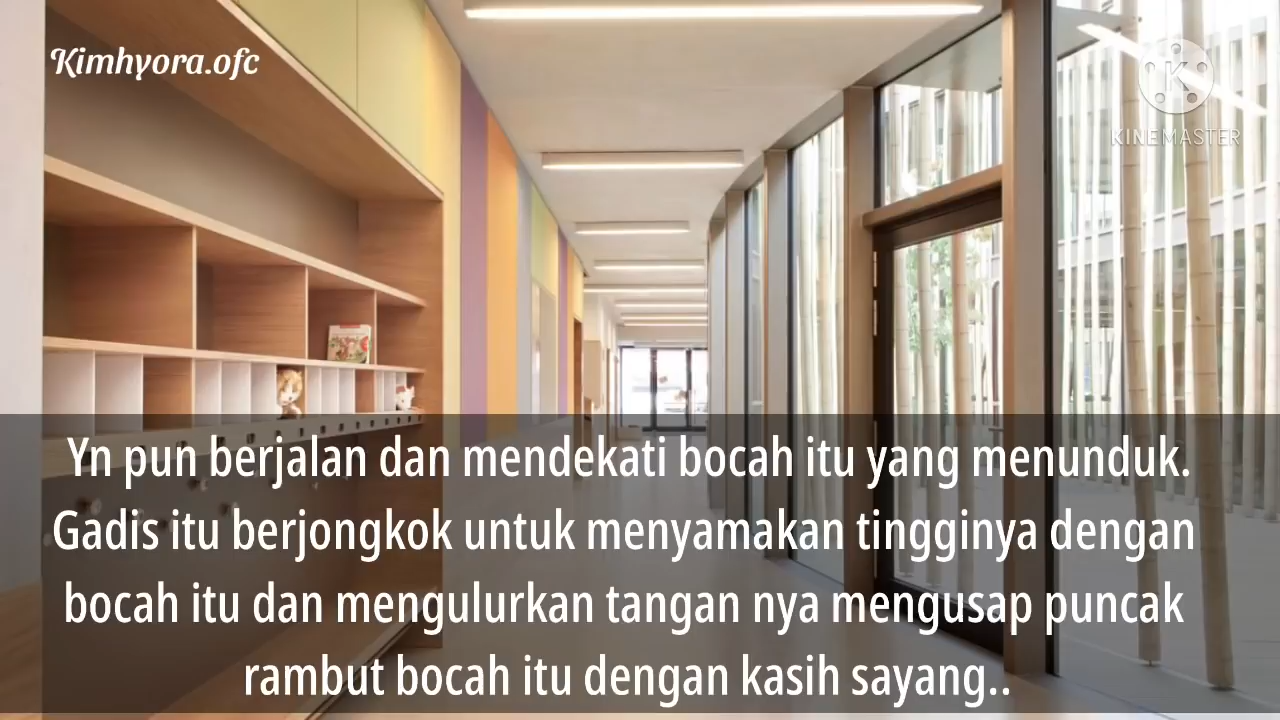 Kimhyora.ofc
K
KINEMASTER
Yn pun berjalan dan mendekati bocah itu yang menunduk.
Gadis itu berjongkok untuk menyamakan tingginya dengan
bocah itu dan mengulurkan tangan nya mengusap puncak
rambut bocah itu dengan kasih sayang..